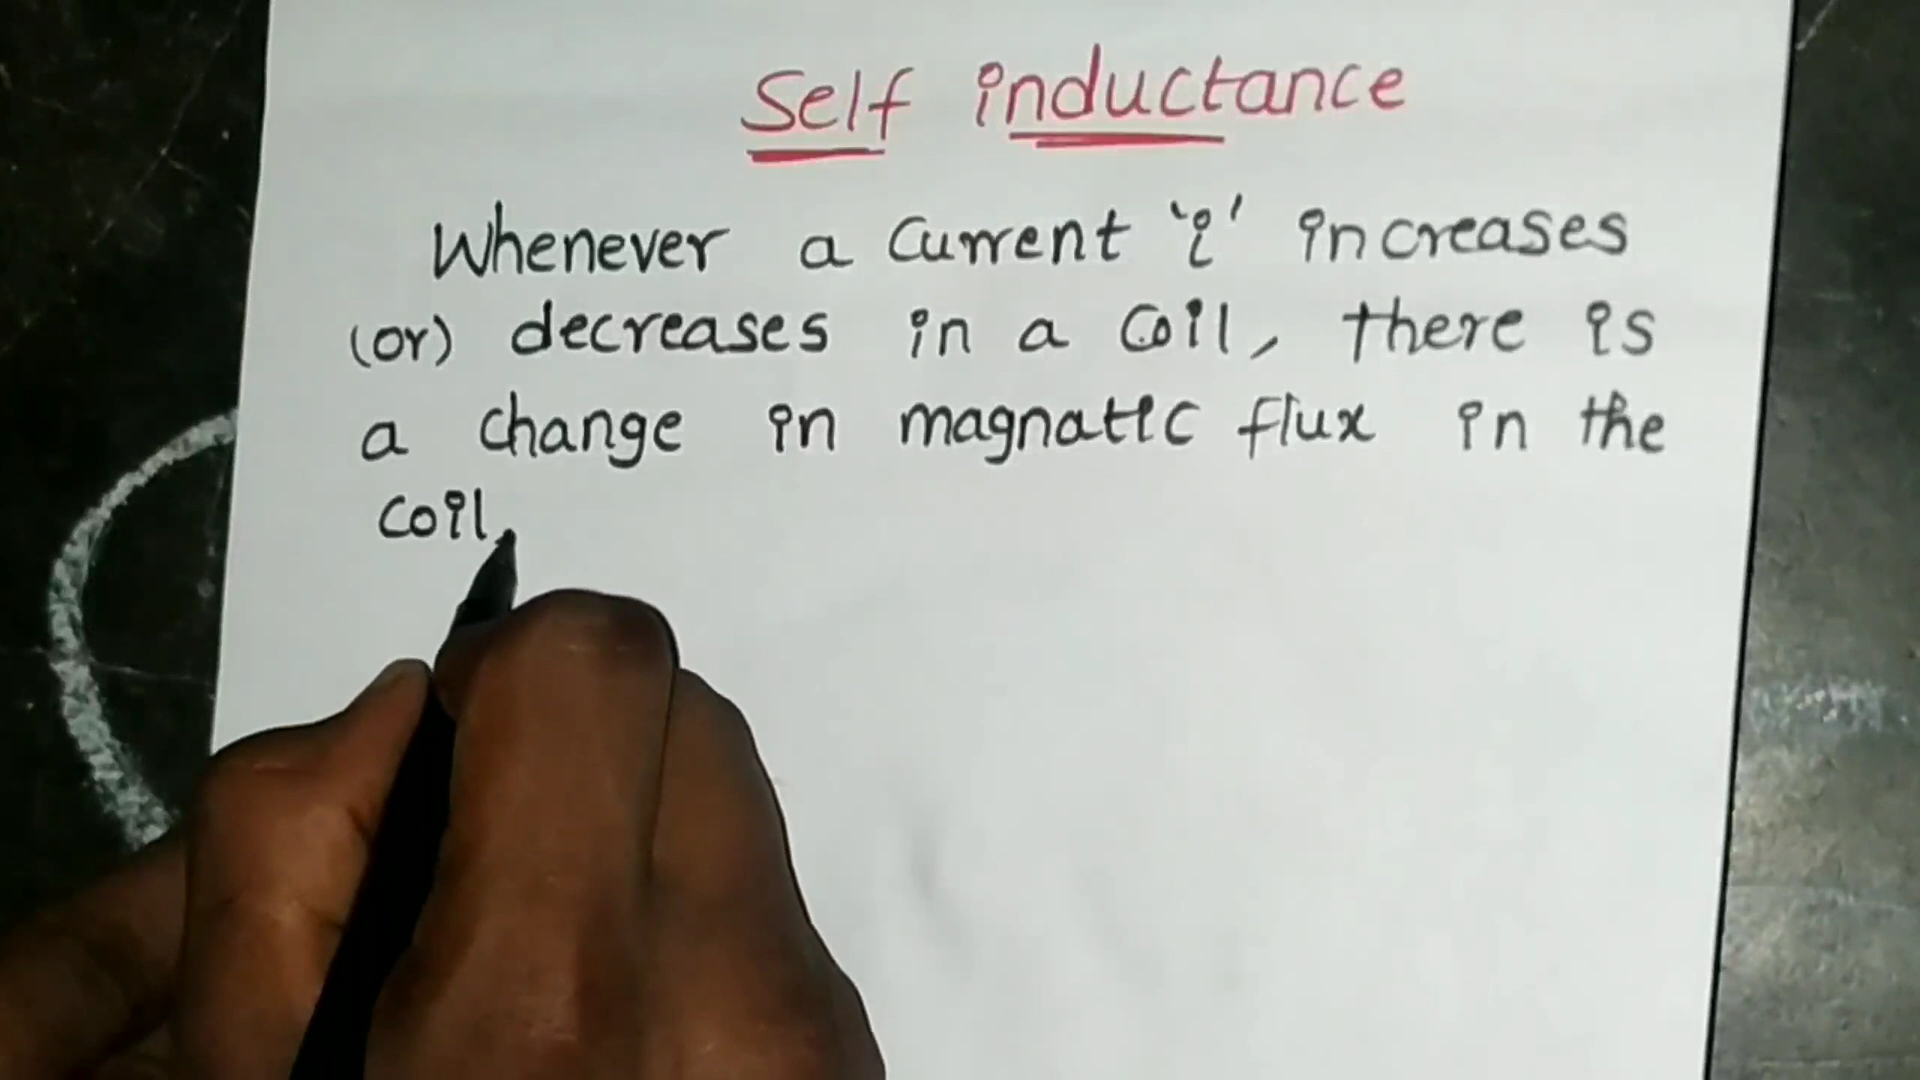 Self inductance
Whenever a current 'i' increases
(or) decreases in a coil, there is
a change in magnatic flux in the
coil,